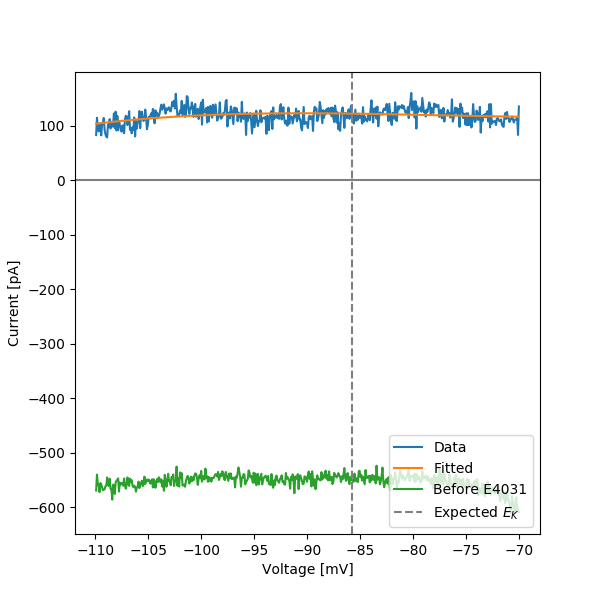 100
0
−100
−200
−300
−400
−500
−600
Current [pA]
Data
Fitted
Before E4031
Expected E_K
−110
−105
−100
−95
−90
−85
−80
−75
−70
Voltage [mV]